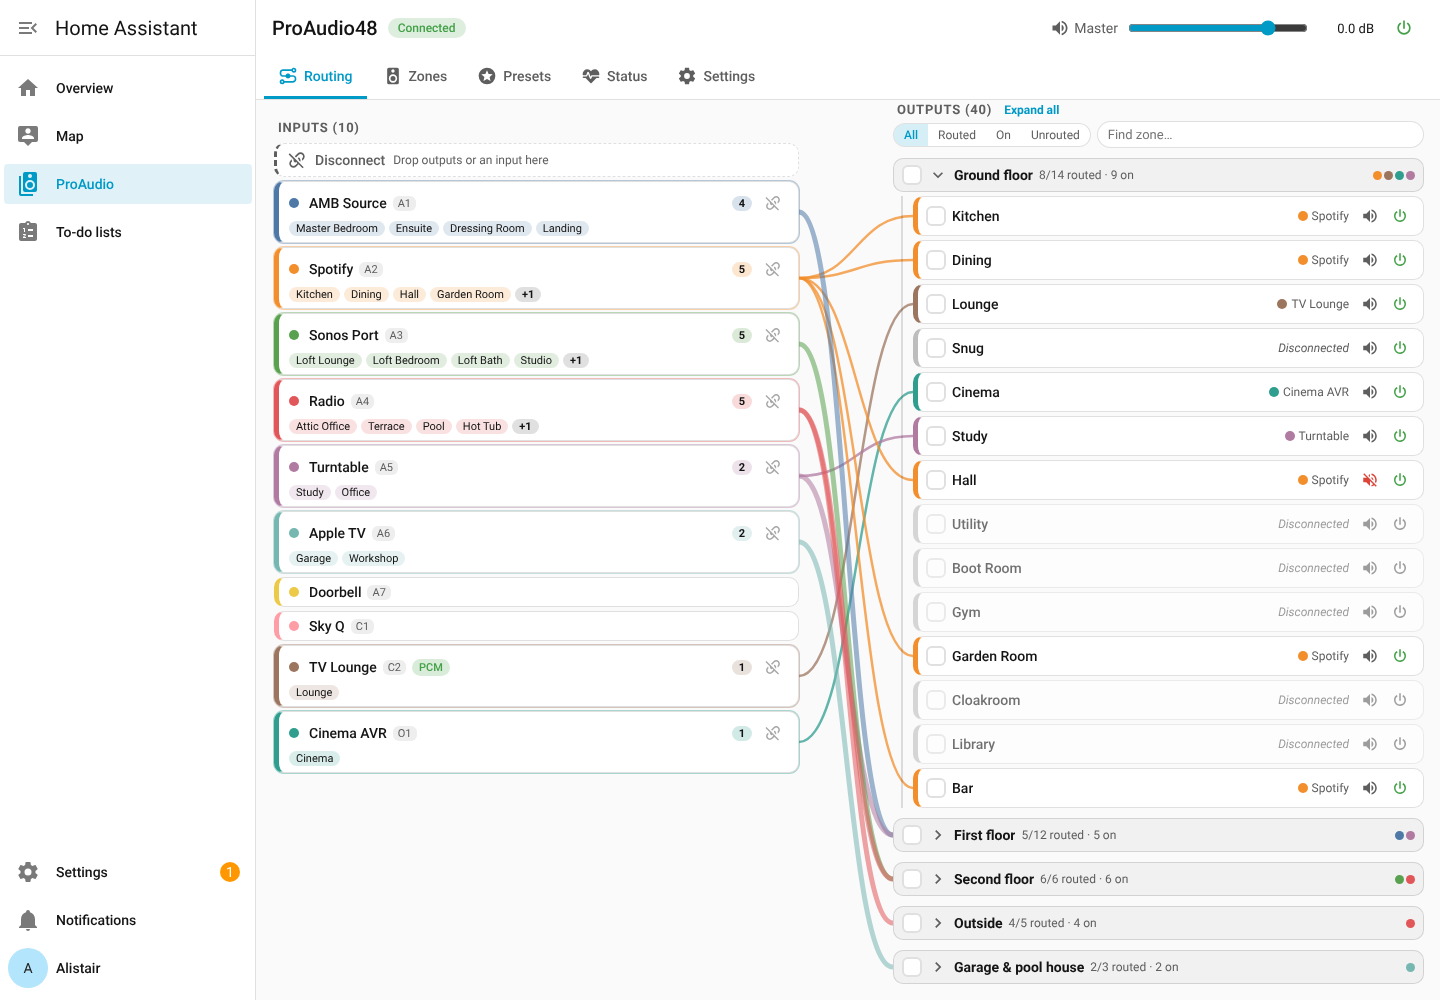 Home Assistant
Overview
Map
ProAudio
To-do lists
Settings
1
Notifications
A
Alistair
ProAudio48
Connected
Master
0.0 dB
Routing
Zones
Presets
Status
Settings
INPUTS (10)
Disconnect Drop outputs or an input here
AMB Source A1 4
Master Bedroom Ensuite Dressing Room Landing
Spotify A2 5
Kitchen Dining Hall Garden Room +1
Sonos Port A3 5
Loft Lounge Loft Bedroom Loft Bath Studio +1
Radio A4 5
Attic Office Terrace Pool Hot Tub +1
Turntable A5 2
Study Office
Apple TV A6 2
Garage Workshop
Doorbell A7
Sky Q C1
TV Lounge C2 PCM 1
Lounge
Cinema AVR O1 1
Cinema
OUTPUTS (40) Expand all
All Routed On Unrouted Find zone...
Ground floor 8/14 routed · 9 on
Kitchen Spotify
Dining Spotify
Lounge TV Lounge
Snug Disconnected
Cinema Cinema AVR
Study Turntable
Hall Spotify
Utility Disconnected
Boot Room Disconnected
Gym Disconnected
Garden Room Spotify
Cloakroom Disconnected
Library Disconnected
Bar Spotify
First floor 5/12 routed · 5 on
Second floor 6/6 routed · 6 on
Outside 4/5 routed · 4 on
Garage & pool house 2/3 routed · 2 on